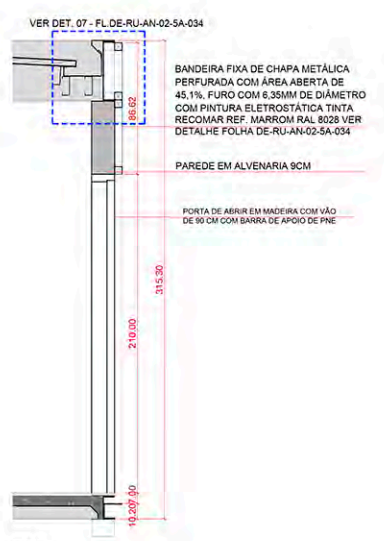 VER DET. 07 - FL.DE-RU-AN-02-5A-034
BANDEIRA FIXA DE CHAPA METÁLICA
PERFURADA COM ÁREA ABERTA DE
45,1%, FURO COM 6,35MM DE DIÂMETRO
COM PINTURA ELETROSTÁTICA TINTA
RECOMAR REF. MARROM RAL 8028 VER
DETALHE FOLHA DE-RU-AN-02-5A-034
86.62
PAREDE EM ALVENARIA 9CM
PORTA DE ABRIR EM MADEIRA COM VÃO
DE 90 CM COM BARRA DE APOIO DE PNE
315.30
210.00
7.00
10.20